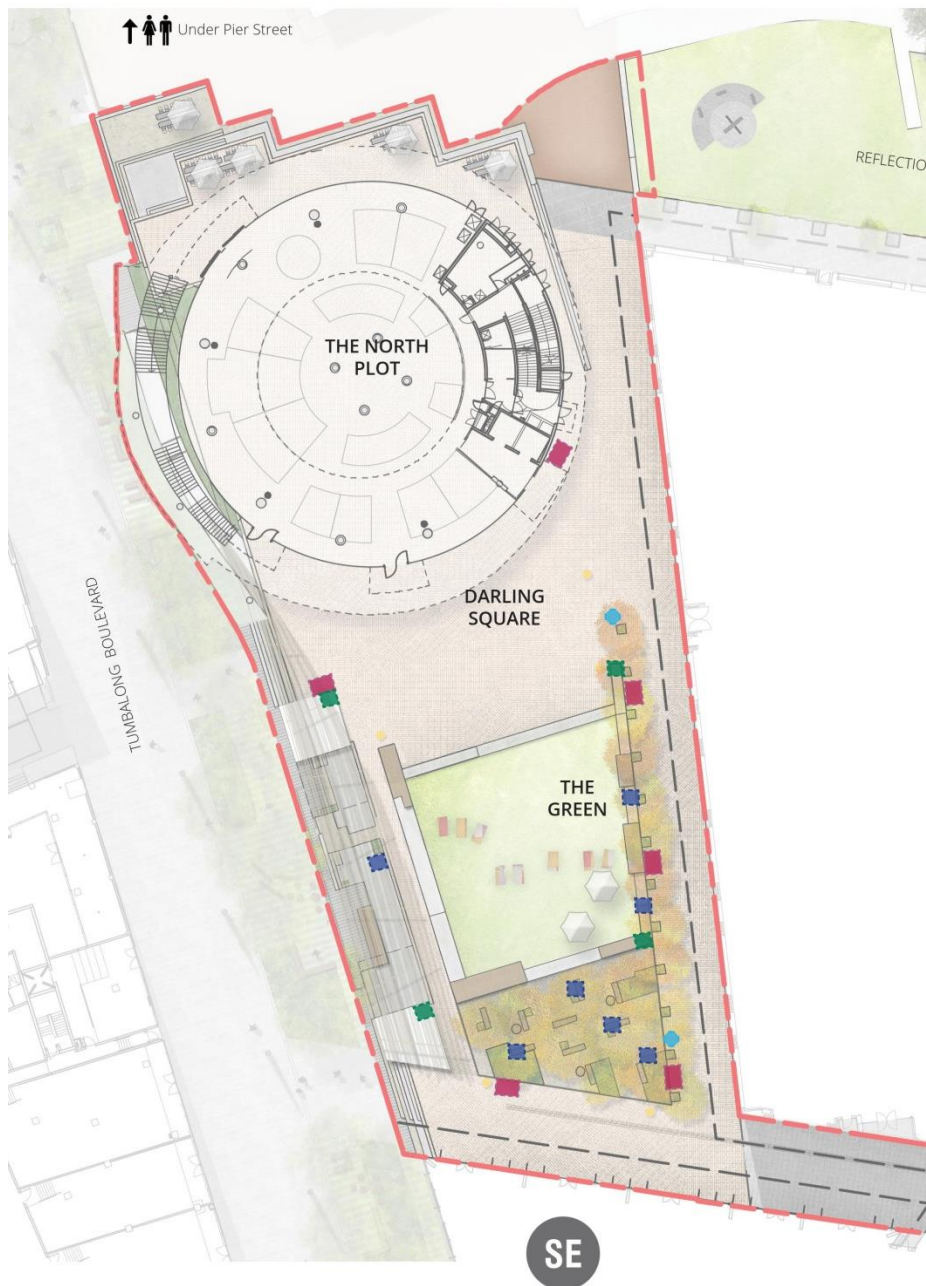 Under Pier Street
REFLECTIO
THE NORTH
PLOT
DARLING
SQUARE
TUMBALONG BOULEVARD
THE
GREEN
SE